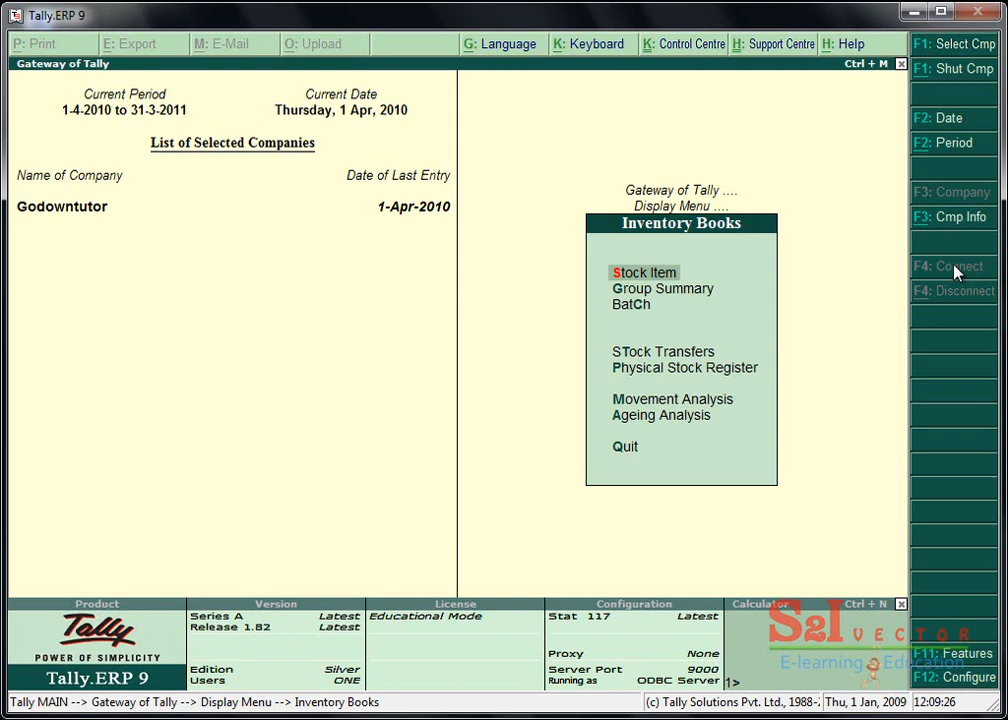 Tally.ERP 9
P: Print E: Export M: E-Mail O: Upload G: Language K: Keyboard K: Control Centre H: Support Centre H: Help
Gateway of Tally Ctrl + M
Current Period Current Date
1-4-2010 to 31-3-2011 Thursday, 1 Apr, 2010
List of Selected Companies
Name of Company Date of Last Entry
Godowntutor 1-Apr-2010
Gateway of Tally ....
Display Menu ....
Inventory Books
Stock Item
Group Summary
BatCh
STock Transfers
Physical Stock Register
Movement Analysis
Ageing Analysis
Quit
F1: Select Cmp
F1: Shut Cmp
F2: Date
F2: Period
F3: Company
F3: Cmp Info
F4: Connect
F4: Disconnect
F11: Features
F12: Configure
Product Version License Configuration Calculator Ctrl + N
Tally
POWER OF SIMPLICITY
Tally.ERP 9
Series A Latest
Release 1.82 Latest
Edition Silver
Users ONE
Educational Mode
Stat 117 Latest
Proxy None
Server Port 9000
Running as ODBC Server
1>
S2I VECTOR
E-learning Education
Tally MAIN --> Gateway of Tally --> Display Menu --> Inventory Books (c) Tally Solutions Pvt. Ltd., 1988-2 Thu, 1 Jan, 2009 12:09:26